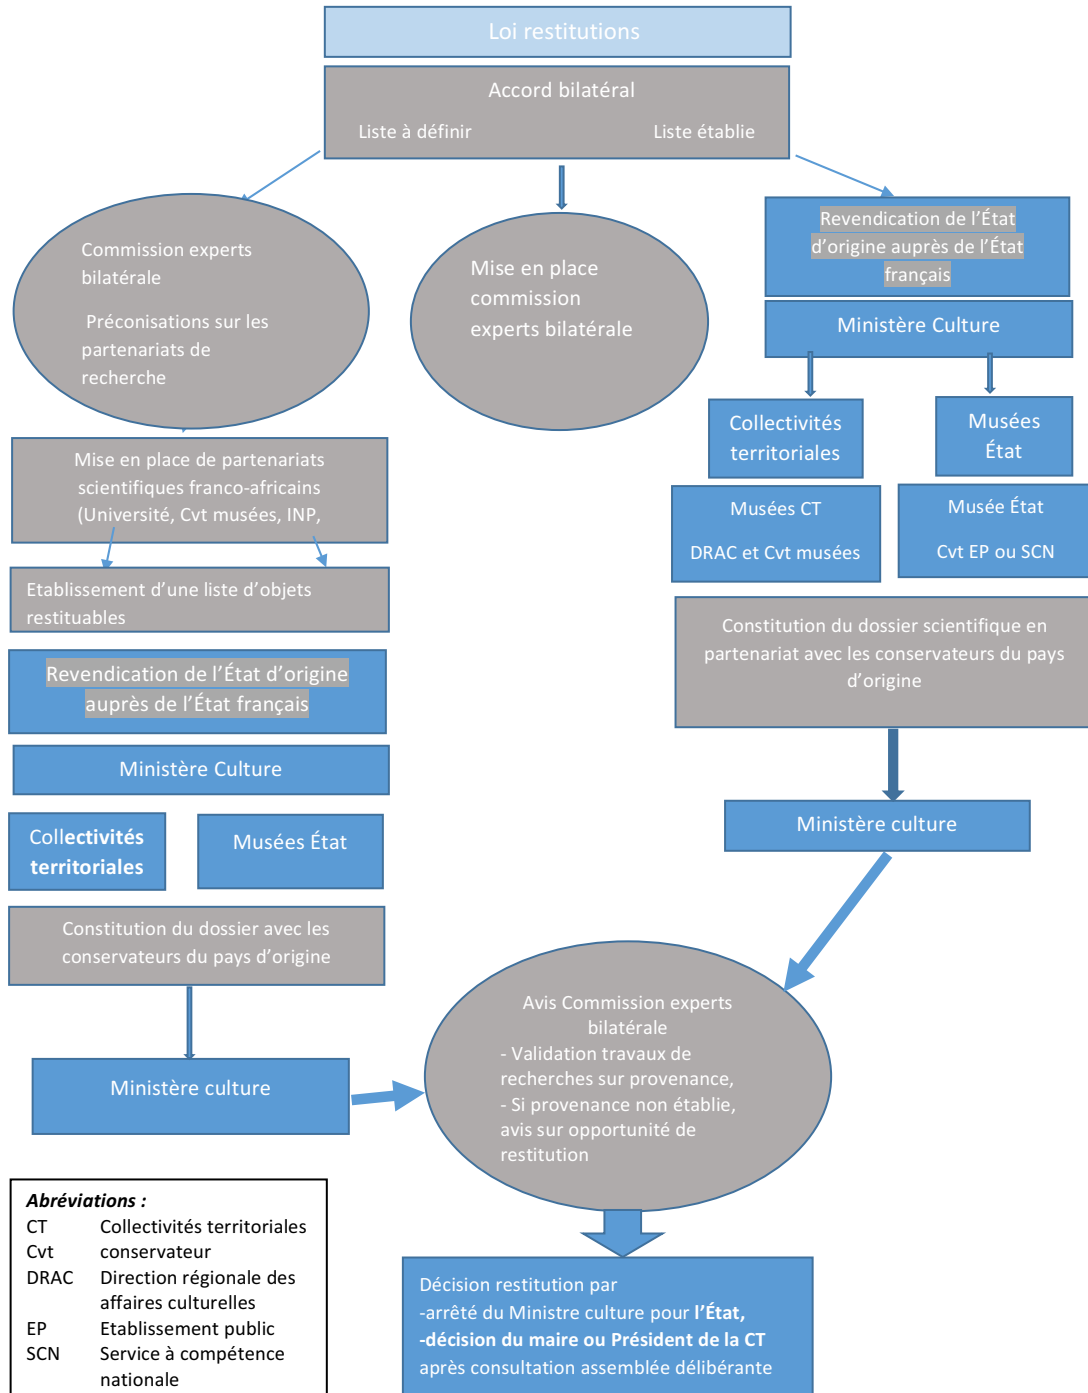 Loi restitutions
Accord bilatéral
Liste à définir
Liste établie
Commission experts
bilatérale
Préconisations sur les
partenariats de
recherche
Mise en place
commission
experts bilatérale
Revendication de l’État
d’origine auprès de l’État
français
Ministère Culture
Collectivités
territoriales
Musées
État
Musées CT
DRAC et Cvt musées
Musée État
Cvt EP ou SCN
Constitution du dossier scientifique en
partenariat avec les conservateurs du pays
d’origine
Ministère culture
Mise en place de partenariats
scientifiques franco-africains
(Université, Cvt musées, INP,
Etablissement d’une liste d’objets
restituables
Revendication de l’État d’origine
auprès de l’État français
Ministère Culture
Collectivités
territoriales
Musées État
Constitution du dossier avec les
conservateurs du pays d’origine
Ministère culture
Avis Commission experts
bilatérale
- Validation travaux de
recherches sur provenance,
- Si provenance non établie,
avis sur opportunité de
restitution
Décision restitution par
-arrêté du Ministre culture pour l’État,
-décision du maire ou Président de la CT
après consultation assemblée délibérante
Abréviations :
CT Collectivités territoriales
Cvt conservateur
DRAC Direction régionale des
affaires culturelles
EP Etablissement public
SCN Service à compétence
nationale